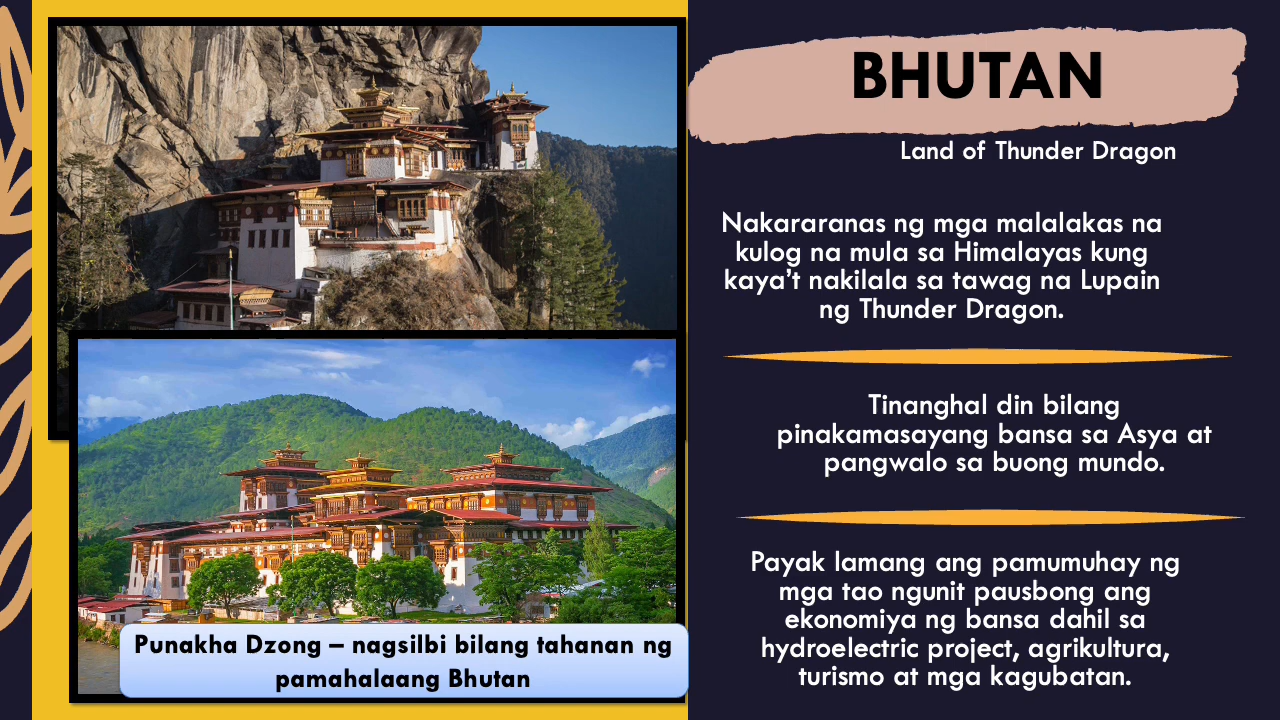 BHUTAN
Land of Thunder Dragon
Nakararanas ng mga malalakas na
kulog na mula sa Himalayas kung
kaya’t nakilala sa tawag na Lupain
ng Thunder Dragon.
Tinanghal din bilang
pinakamasayang bansa sa Asya at
pangwalo sa buong mundo.
Payak lamang ang pamumuhay ng
mga tao ngunit pausbong ang
ekonomiya ng bansa dahil sa
hydroelectric project, agrikultura,
turismo at mga kagubatan.
Punakha Dzong – nagsilbi bilang tahanan ng
pamahalaang Bhutan